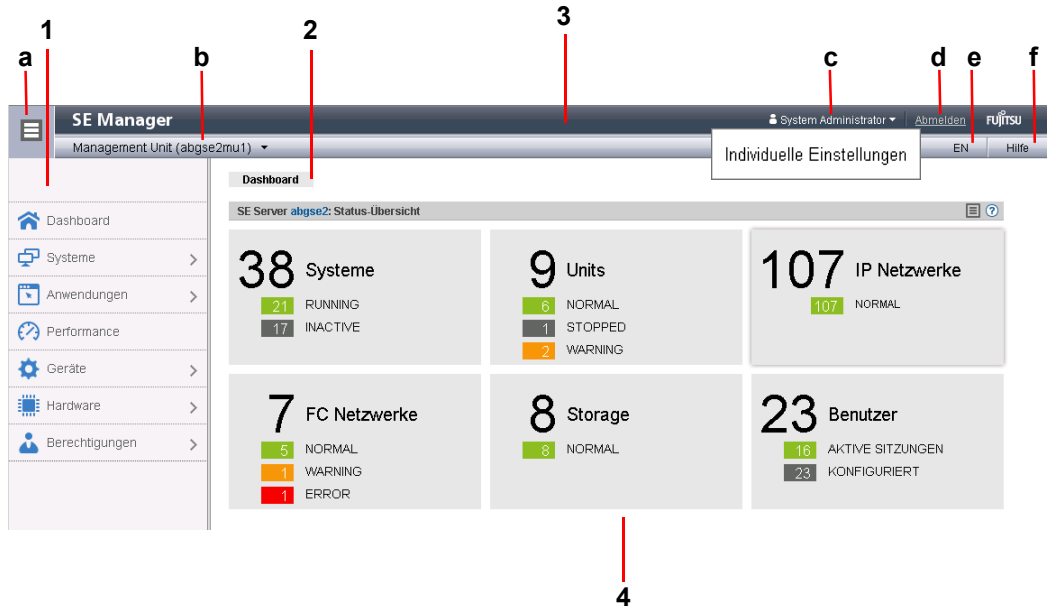 3
1
2
a
b
c
d
e
f
SE Manager
System Administrator
Abmelden
FUJITSU
Management Unit (abgse2mu1)
Individuelle Einstellungen
EN
Hilfe
Dashboard
SE Server abgse2: Status-Übersicht
Dashboard
Systeme
Anwendungen
Performance
Geräte
Hardware
Berechtigungen
38 Systeme
21 RUNNING
17 INACTIVE
9 Units
6 NORMAL
1 STOPPED
2 WARNING
107 IP Netzwerke
107 NORMAL
7 FC Netzwerke
5 NORMAL
1 WARNING
1 ERROR
8 Storage
8 NORMAL
23 Benutzer
16 AKTIVE SITZUNGEN
23 KONFIGURIERT
4